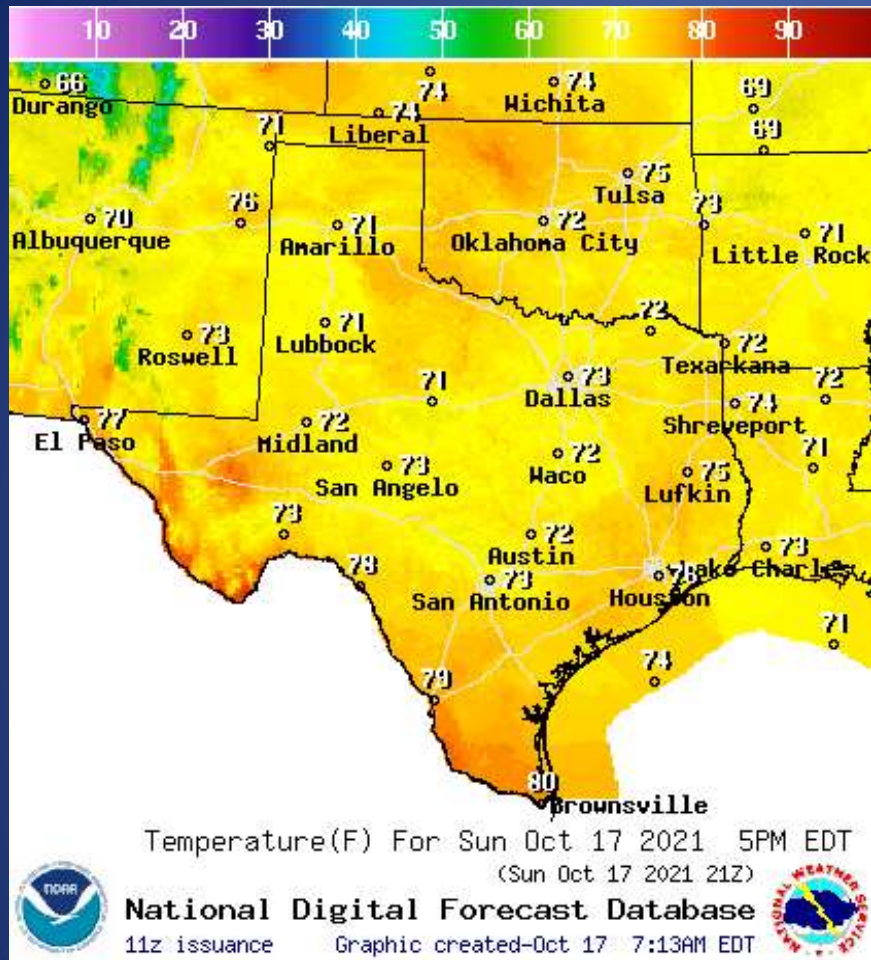 10 20 30 40 50 60 70 80 90
66
Durango
74
74
Wichita
74
Liberal
69
69
71
75
Tulsa
70
Albuquerque
76
71
Amarillo
72
Oklahoma City
73
71
Little Rock
73
Roswell
71
Lubbock
72
72
Texarkana
71
73
Dallas
74
Shreveport
72
77
El Paso
72
Midland
73
San Angelo
72
Waco
75
Lufkin
71
73
72
Austin
73
Lake Charles
73
San Antonio
Houston
71
74
79
80
Brownsville
Temperature(F) For Sun Oct 17 2021 5PM EDT
(Sun Oct 17 2021 21Z)
NOAA
National Digital Forecast Database
NATIONAL WEATHER SERVICE
11z issuance Graphic created-Oct 17 7:13AM EDT